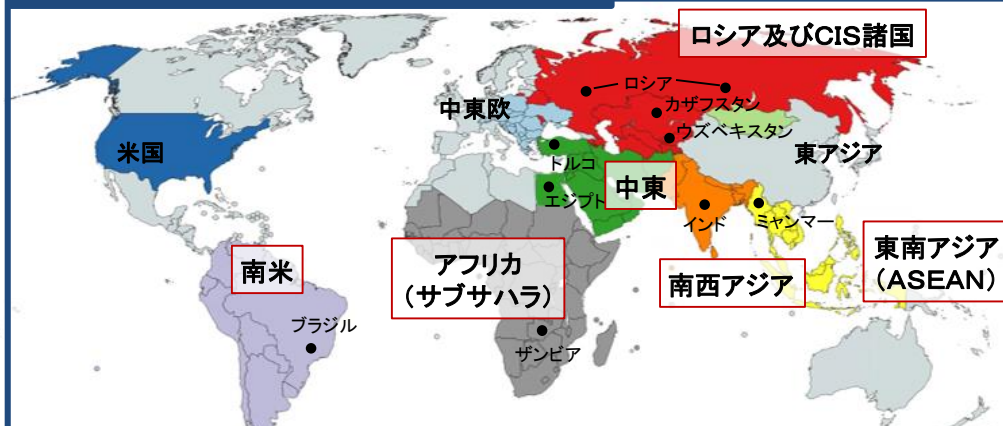 ロシア及びCIS諸国
ロシア
カザフスタン
ウズベキスタン
中東欧
米国
東アジア
トルコ
中東
エジプト
インド
ミャンマー
東南アジア
(ASEAN)
南西アジア
アフリカ
(サブサハラ)
南米
ブラジル
ザンビア